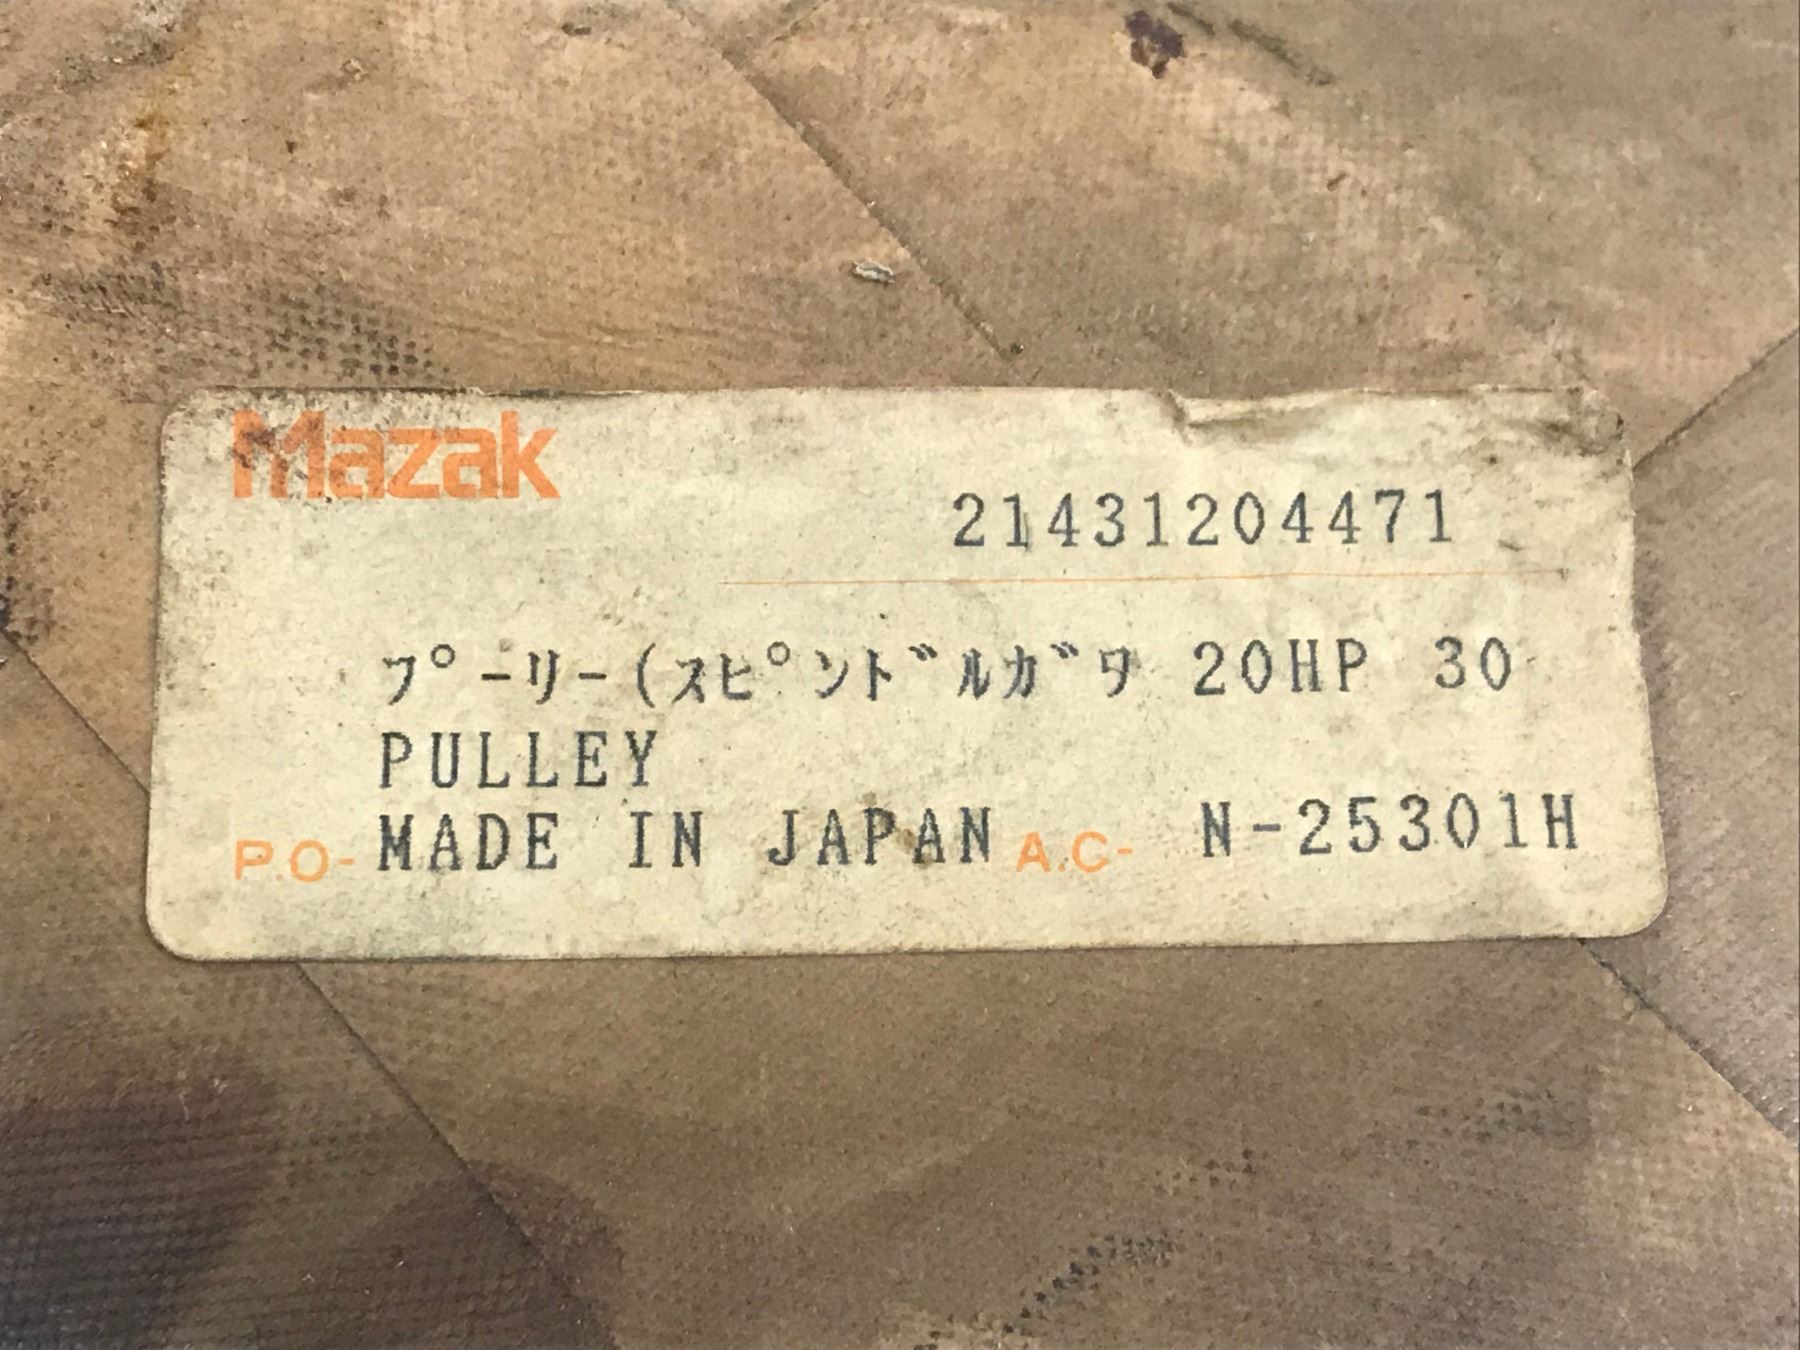 Mazak
21431204471
ﾌﾟｰﾘｰ(ｽﾋﾟﾝﾄﾞﾙｶﾞﾜ 20HP 30
PULLEY
P.O- MADE IN JAPAN A.C- N-25301H